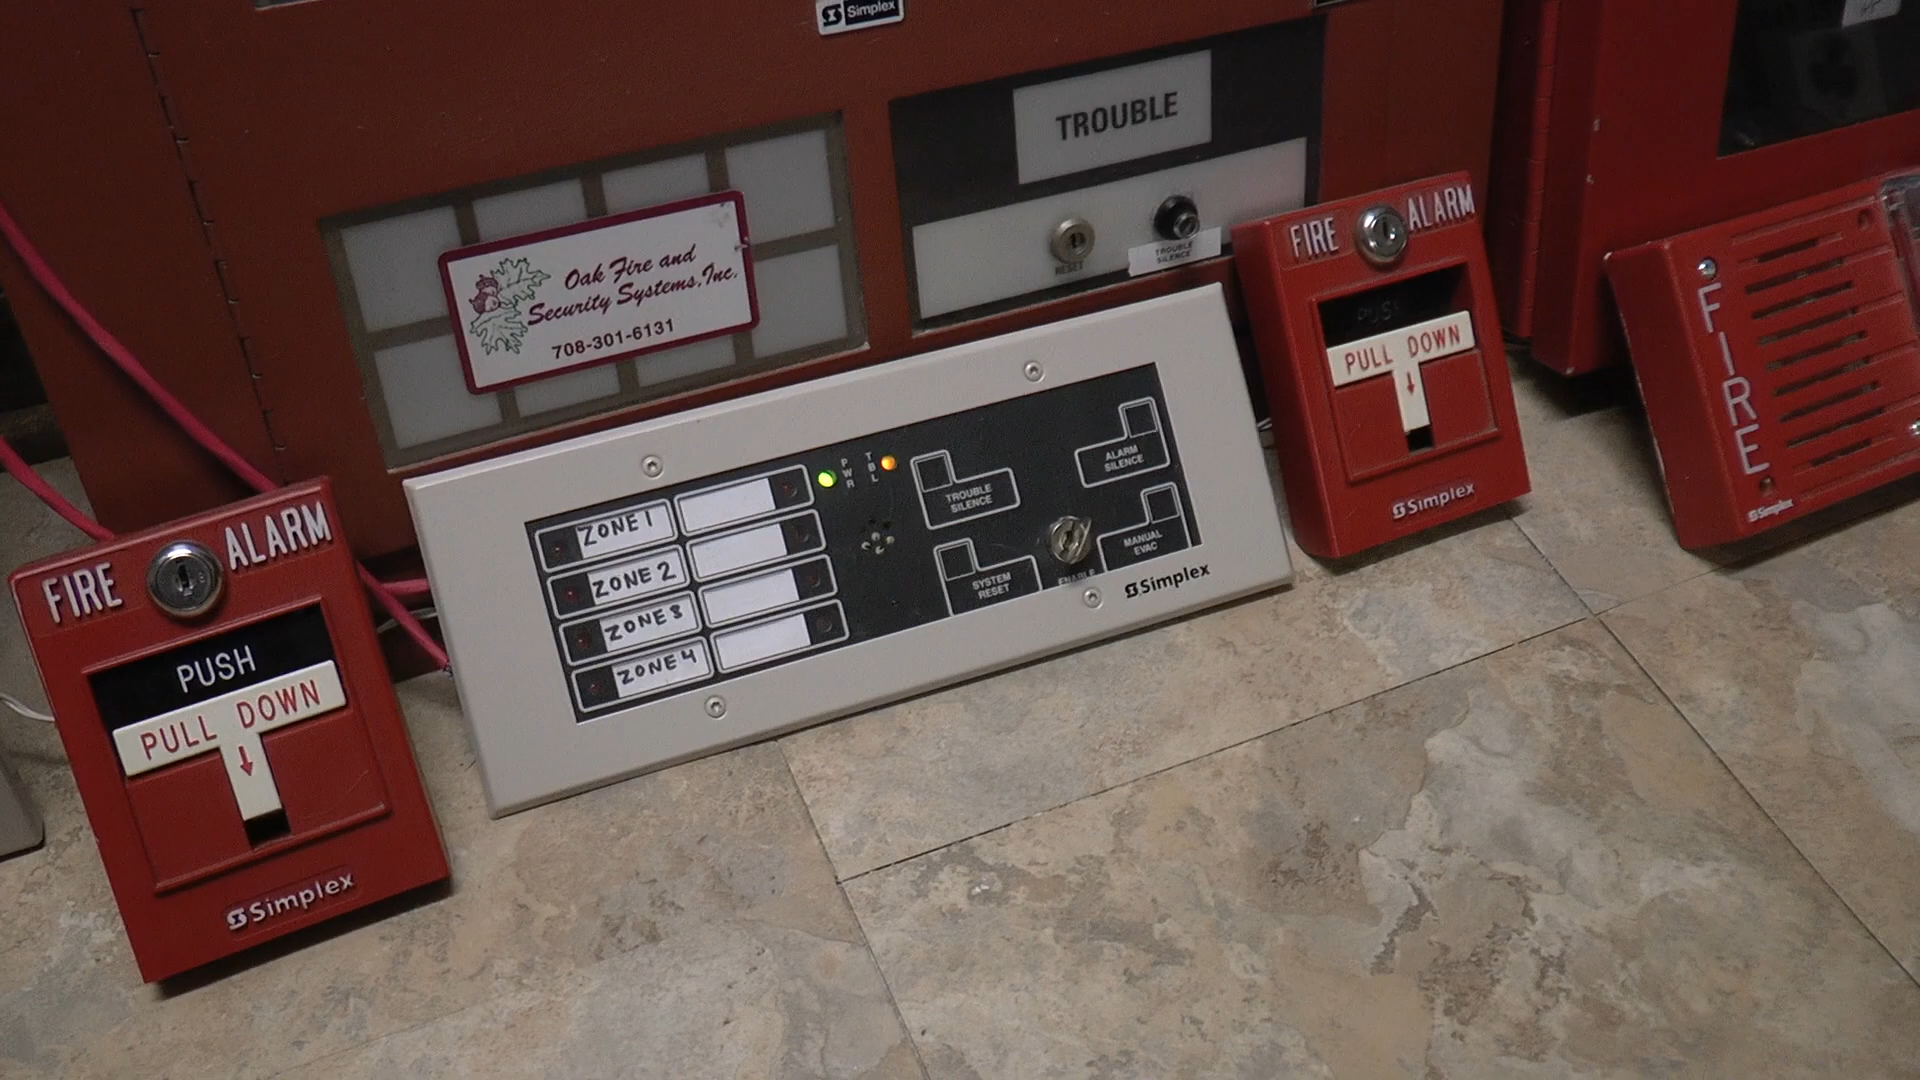 Simplex
TROUBLE
RESET
TROUBLE
SILENCE
Oak Fire and
Security Systems, Inc.
708-301-6131
FIRE ALARM
PUSH
PULL DOWN
Simplex
ZONE 1
ZONE 2
ZONE 3
ZONE 4
PWR
TBL
TROUBLE
SILENCE
ALARM
SILENCE
SYSTEM
RESET
ENABLE
MANUAL
EVAC
Simplex
FIRE ALARM
PUSH
PULL DOWN
Simplex
FIRE
Simplex